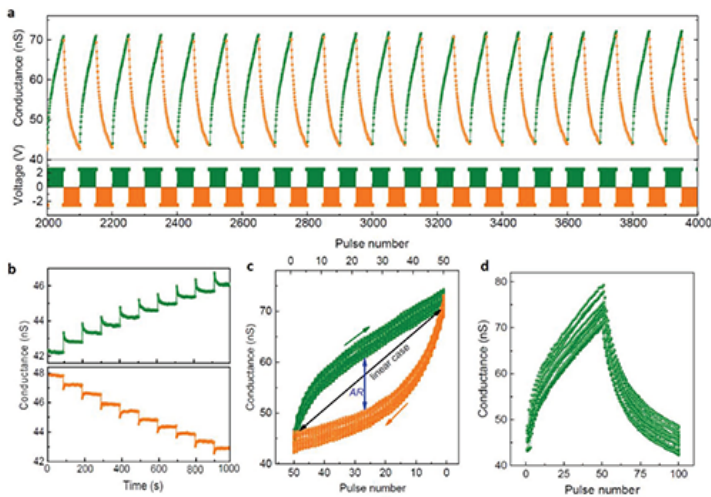 a
Conductance (nS)
70
60
50
40
Voltage (V)
2
0
-2
2000 2200 2400 2600 2800 3000 3200 3400 3600 3800 4000
Pulse number
b
Conductance (nS)
46
44
42
48
46
44
42
0 200 400 600 800 1000
Time (s)
c
Pulse number
0 10 20 30 40 50
Conductance (nS)
80
70
60
50
40
linear case
ΔR
50 40 30 20 10 0
Pulse number
d
Conductance (nS)
80
70
60
50
40
0 25 50 75 100
Pulse number